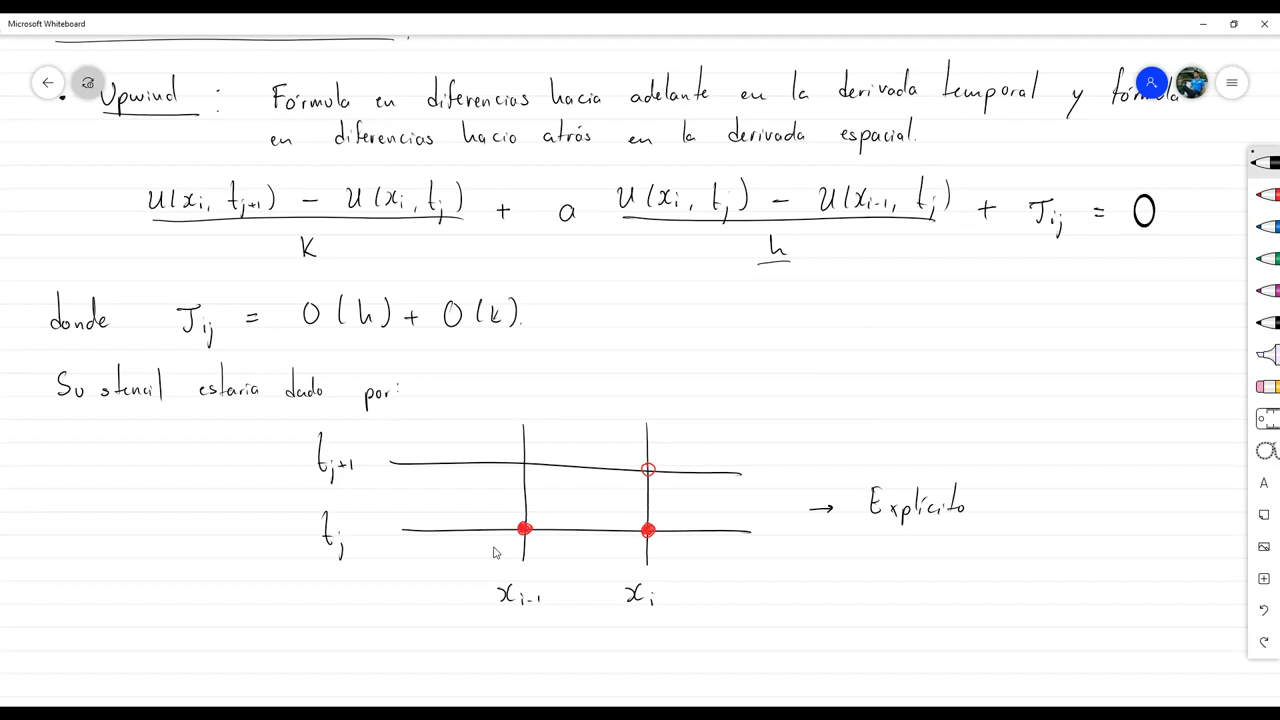 Microsoft Whiteboard
• Upwind : Fórmula en diferencias hacia adelante en la derivada temporal y fórmula
en diferencias hacia atrás en la derivada espacial.
u(xi, tj+1) − u(xi, tj) / k + a u(xi, tj) − u(xi-1, tj) / h + Tij = 0
donde Tij = O(h) + O(k).
Su stencil estaría dado por:
tj+1
tj → Explícito
xi-1 xi